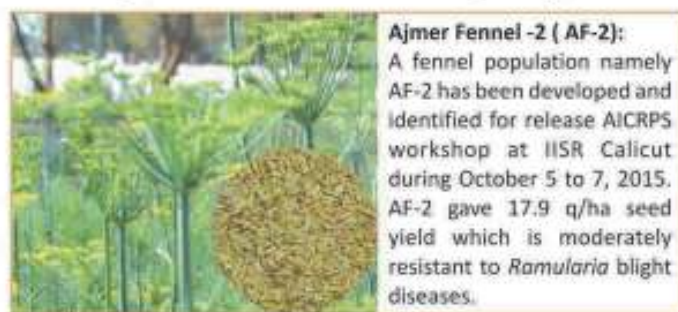 Ajmer Fennel -2 ( AF-2):
A fennel population namely
AF-2 has been developed and
identified for release AICRPS
workshop at IISR Calicut
during October 5 to 7, 2015.
AF-2 gave 17.9 q/ha seed
yield which is moderately
resistant to Ramularia blight
diseases.